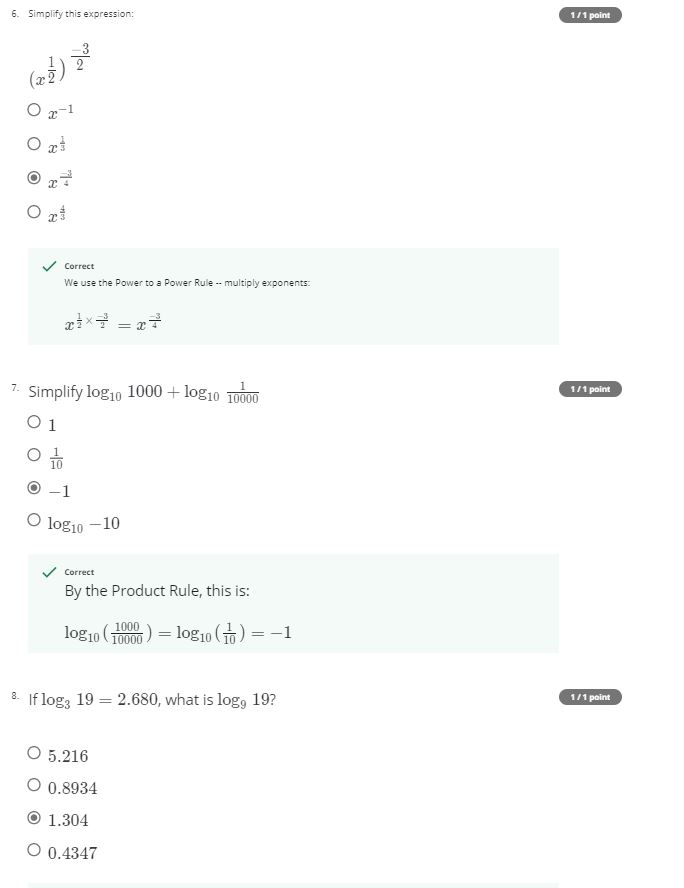 6. Simplify this expression:
1 / 1 point
(x^{\frac{1}{2}})^{\frac{-3}{2}}
x^{-1}
x^{\frac{1}{3}}
x^{\frac{-3}{4}}
x^{\frac{4}{3}}
Correct
We use the Power to a Power Rule -- multiply exponents:
x^{\frac{1}{2} × \frac{-3}{2}} = x^{\frac{-3}{4}}
7. Simplify log_{10} 1000 + log_{10} \frac{1}{10000}
1 / 1 point
1
\frac{1}{10}
−1
log_{10} −10
Correct
By the Product Rule, this is:
log_{10}(\frac{1000}{10000}) = log_{10}(\frac{1}{10}) = −1
8. If log_{3} 19 = 2.680, what is log_{9} 19?
1 / 1 point
5.216
0.8934
1.304
0.4347